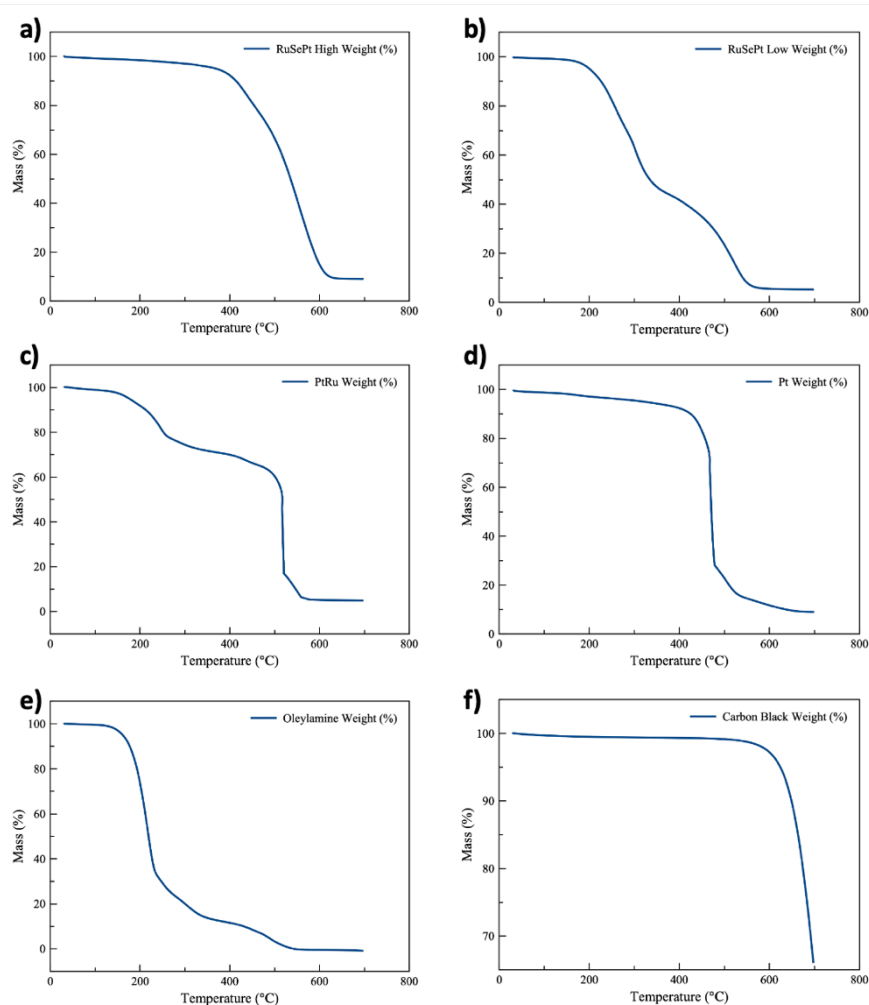 a)
RuSePt High Weight (%)
100
80
60
40
20
0
Mass (%)
0 200 400 600 800
Temperature (°C)
b)
RuSePt Low Weight (%)
100
80
60
40
20
0
Mass (%)
0 200 400 600 800
Temperature (°C)
c)
PtRu Weight (%)
100
80
60
40
20
0
Mass (%)
0 200 400 600 800
Temperature (°C)
d)
Pt Weight (%)
100
80
60
40
20
0
Mass (%)
0 200 400 600 800
Temperature (°C)
e)
Oleylamine Weight (%)
100
80
60
40
20
0
Mass (%)
0 200 400 600 800
Temperature (°C)
f)
Carbon Black Weight (%)
100
90
80
70
Mass (%)
0 200 400 600 800
Temperature (°C)